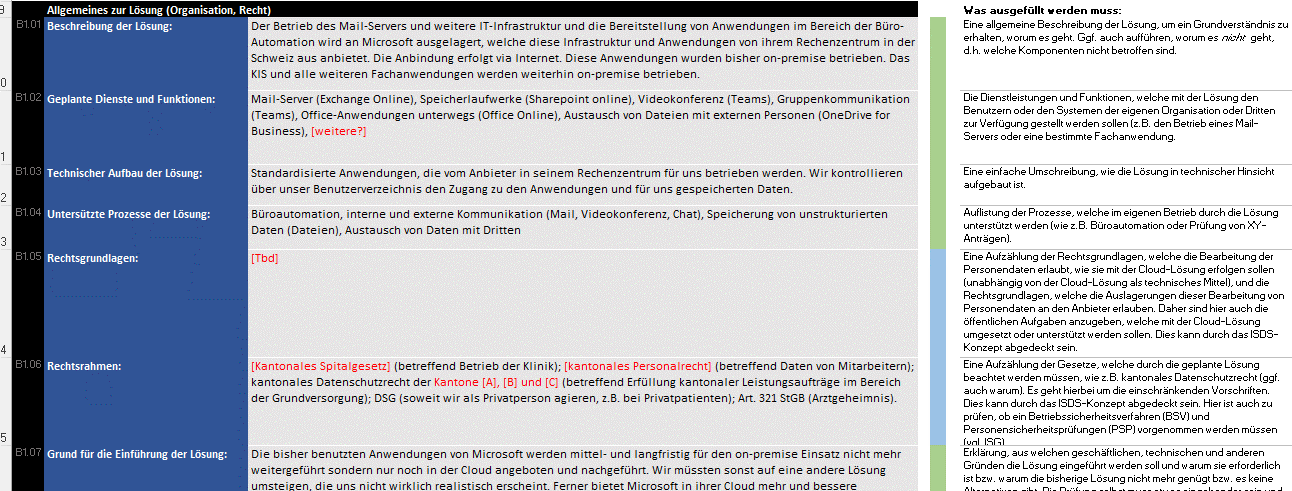 9
Allgemeines zur Lösung (Organisation, Recht)
Was ausgefüllt werden muss:
B1.01
Beschreibung der Lösung:
Der Betrieb des Mail-Servers und weitere IT-Infrastruktur und die Bereitstellung von Anwendungen im Bereich der Büro-
Automation wird an Microsoft ausgelagert, welche diese Infrastruktur und Anwendungen von ihrem Rechenzentrum in der
Schweiz aus anbietet. Die Anbindung erfolgt via Internet. Diese Anwendungen wurden bisher on-premise betrieben. Das
KIS und alle weiteren Fachanwendungen werden weiterhin on-premise betrieben.
Eine allgemeine Beschreibung der Lösung, um ein Grundverständnis zu
erhalten, worum es geht. Ggf. auch aufführen, worum es nicht geht,
d.h. welche Komponenten nicht betroffen sind.
0
B1.02
Geplante Dienste und Funktionen:
Mail-Server (Exchange Online), Speicherlaufwerke (Sharepoint online), Videokonferenz (Teams), Gruppenkommunikation
(Teams), Office-Anwendungen unterwegs (Office Online), Austausch von Dateien mit externen Personen (OneDrive for
Business), [weitere?]
Die Dienstleistungen und Funktionen, welche mit der Lösung den
Benutzern oder den Systemen der eigenen Organisation oder Dritten
zur Verfügung gestellt werden sollen (z.B. den Betrieb eines Mail-
Servers oder eine bestimmte Fachanwendung.
1
B1.03
Technischer Aufbau der Lösung:
Standardisierte Anwendungen, die vom Anbieter in seinem Rechenzentrum für uns betrieben werden. Wir kontrollieren
über unser Benutzerverzeichnis den Zugang zu den Anwendungen und für uns gespeicherten Daten.
Eine einfache Umschreibung, wie die Lösung in technischer Hinsicht
aufgebaut ist.
2
B1.04
Untersützte Prozesse der Lösung:
Büroautomation, interne und externe Kommunikation (Mail, Videokonferenz, Chat), Speicherung von unstrukturierten
Daten (Dateien), Austausch von Daten mit Dritten
Auflistung der Prozesse, welche im eigenen Betrieb durch die Lösung
unterstützt werden (wie z.B. Büroautomation oder Prüfung von XY-
Anträgen).
3
B1.05
Rechtsgrundlagen:
[Tbd]
Eine Aufzählung der Rechtsgrundlagen, welche die Bearbeitung der
Personendaten erlaubt, wie sie mit der Cloud-Lösung erfolgen sollen
(unabhängig von der Cloud-Lösung als technisches Mittel), und die
Rechtsgrundlagen, welche die Auslagerungen dieser Bearbeitung von
Personendaten an den Anbieter erlauben. Daher sind hier auch die
öffentlichen Aufgaben anzugeben, welche mit der Cloud-Lösung
umgesetzt oder unterstützt werden sollen. Dies kann durch das ISDS-
Konzept abgedeckt sein.
4
B1.06
Rechtsrahmen:
[Kantonales Spitalgesetz] (betreffend Betrieb der Klinik); [kantonales Personalrecht] (betreffend Daten von Mitarbeitern);
kantonales Datenschutzrecht der Kantone [A], [B] und [C] (betreffend Erfüllung kantonaler Leistungsaufträge im Bereich
der Grundversorgung); DSG (soweit wir als Privatperson agieren, z.B. bei Privatpatienten); Art. 321 StGB (Arztgeheimnis).
Eine Aufzählung der Gesetze, welche durch die geplante Lösung
beachtet werden müssen, wie z.B. kantonales Datenschutzrecht (ggf.
auch warum). Es geht hierbei um die einschränkenden Vorschriften.
Dies kann durch das ISDS-Konzept abgedeckt sein. Hier ist auch zu
prüfen, ob ein Betriebssicherheitsverfahren (BSV) und
Personensicherheitsprüfungen (PSP) vorgenommen werden müssen
(vgl. ISG)
5
B1.07
Grund für die Einführung der Lösung:
Die bisher benutzten Anwendungen von Microsoft werden mittel- und langfristig für den on-premise Einsatz nicht mehr
weitergeführt sondern nur noch in der Cloud angeboten und nachgeführt. Wir müssten sonst auf eine andere Lösung
umsteigen, die uns nicht wirklich realistisch erscheint. Ferner bietet Microsoft in ihrer Cloud mehr und bessere
Erklärung, aus welchen geschäftlichen, technischen und anderen
Gründen die Lösung eingeführt werden soll und warum sie erforderlich
ist bzw. warum die bisherige Lösung nicht mehr genügt bzw. es keine